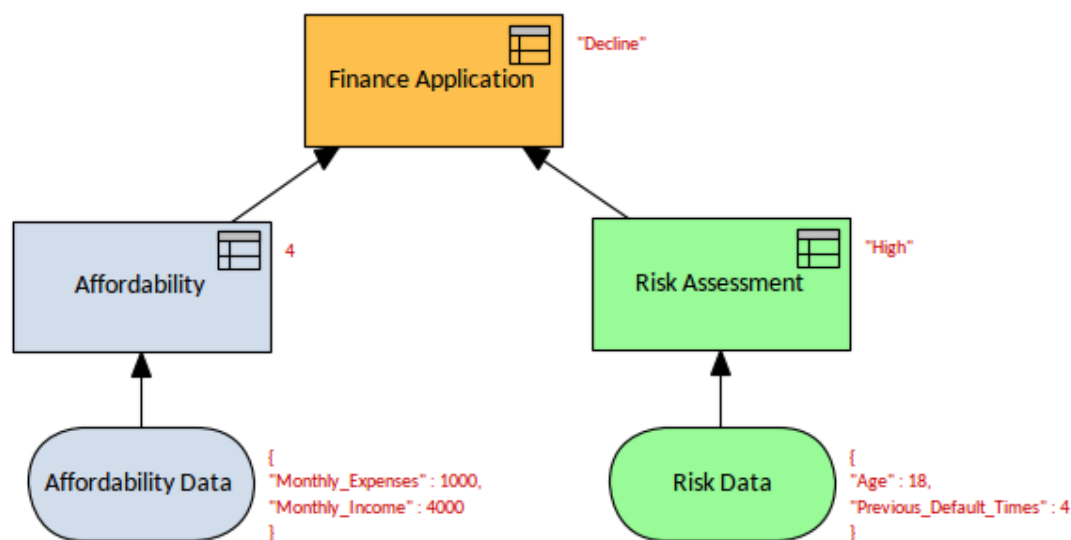 Finance Application
"Decline"
Affordability
4
Risk Assessment
"High"
Affordability Data
{
"Monthly_Expenses" : 1000,
"Monthly_Income" : 4000
}
Risk Data
{
"Age" : 18,
"Previous_Default_Times" : 4
}